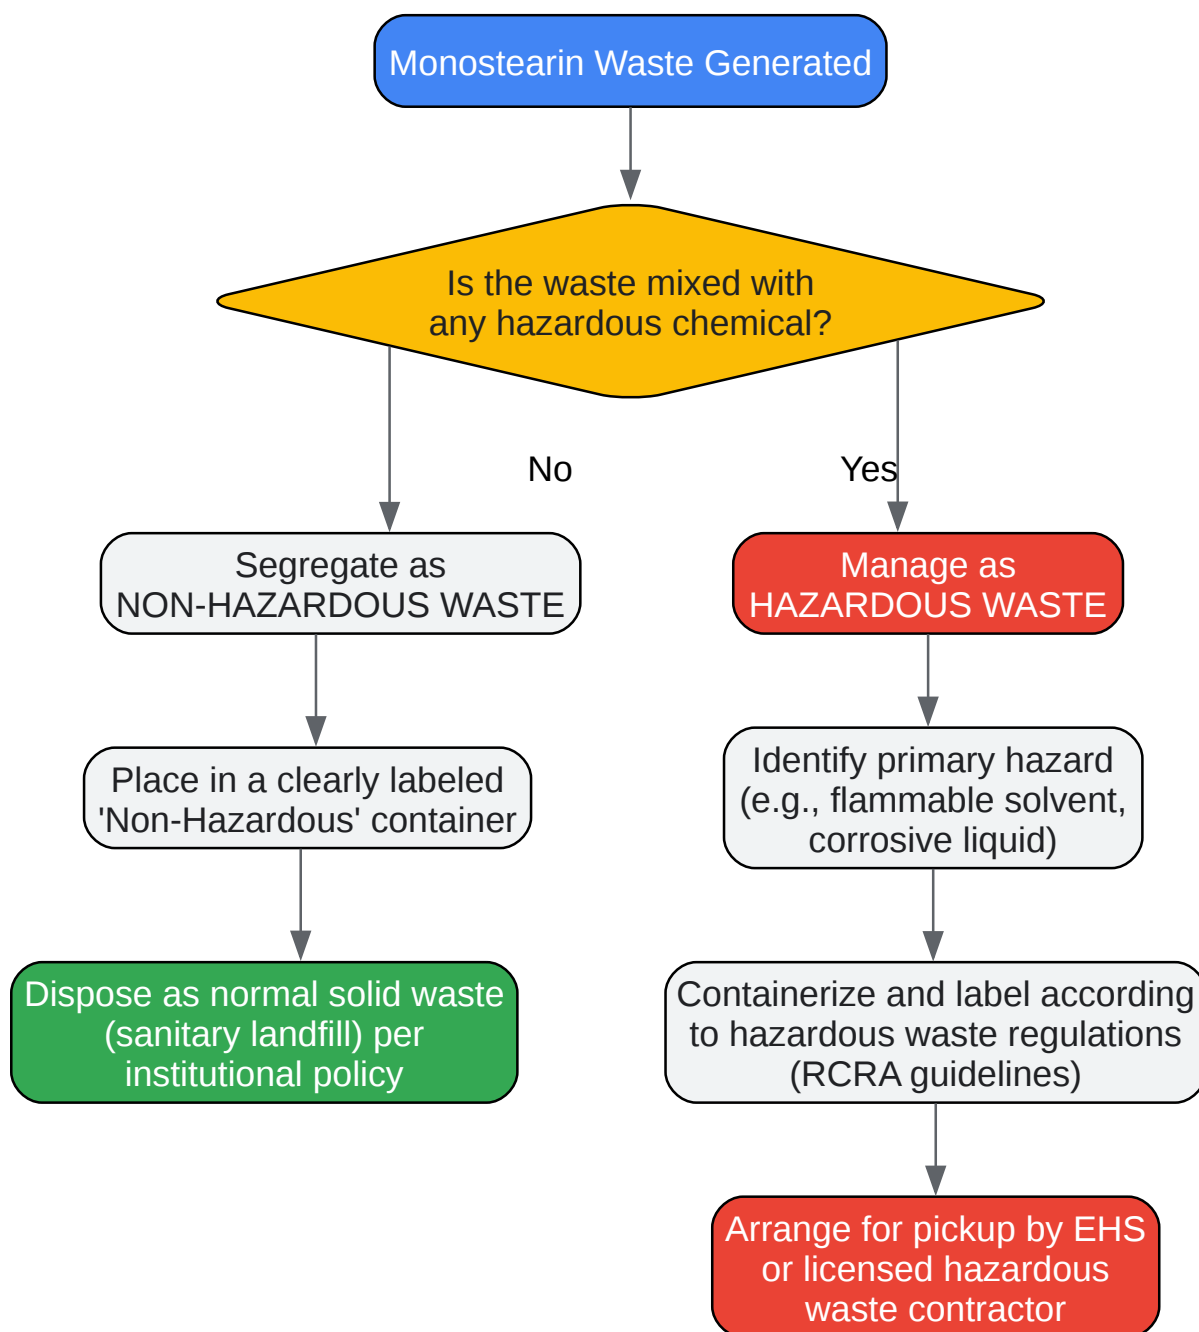 Monostearin Waste Generated
Is the waste mixed with
any hazardous chemical?
No
Yes
Segregate as
NON-HAZARDOUS WASTE
Manage as
HAZARDOUS WASTE
Place in a clearly labeled
'Non-Hazardous' container
Identify primary hazard
(e.g., flammable solvent,
corrosive liquid)
Dispose as normal solid waste
(sanitary landfill) per
institutional policy
Containerize and label according
to hazardous waste regulations
(RCRA guidelines)
Arrange for pickup by EHS
or licensed hazardous
waste contractor